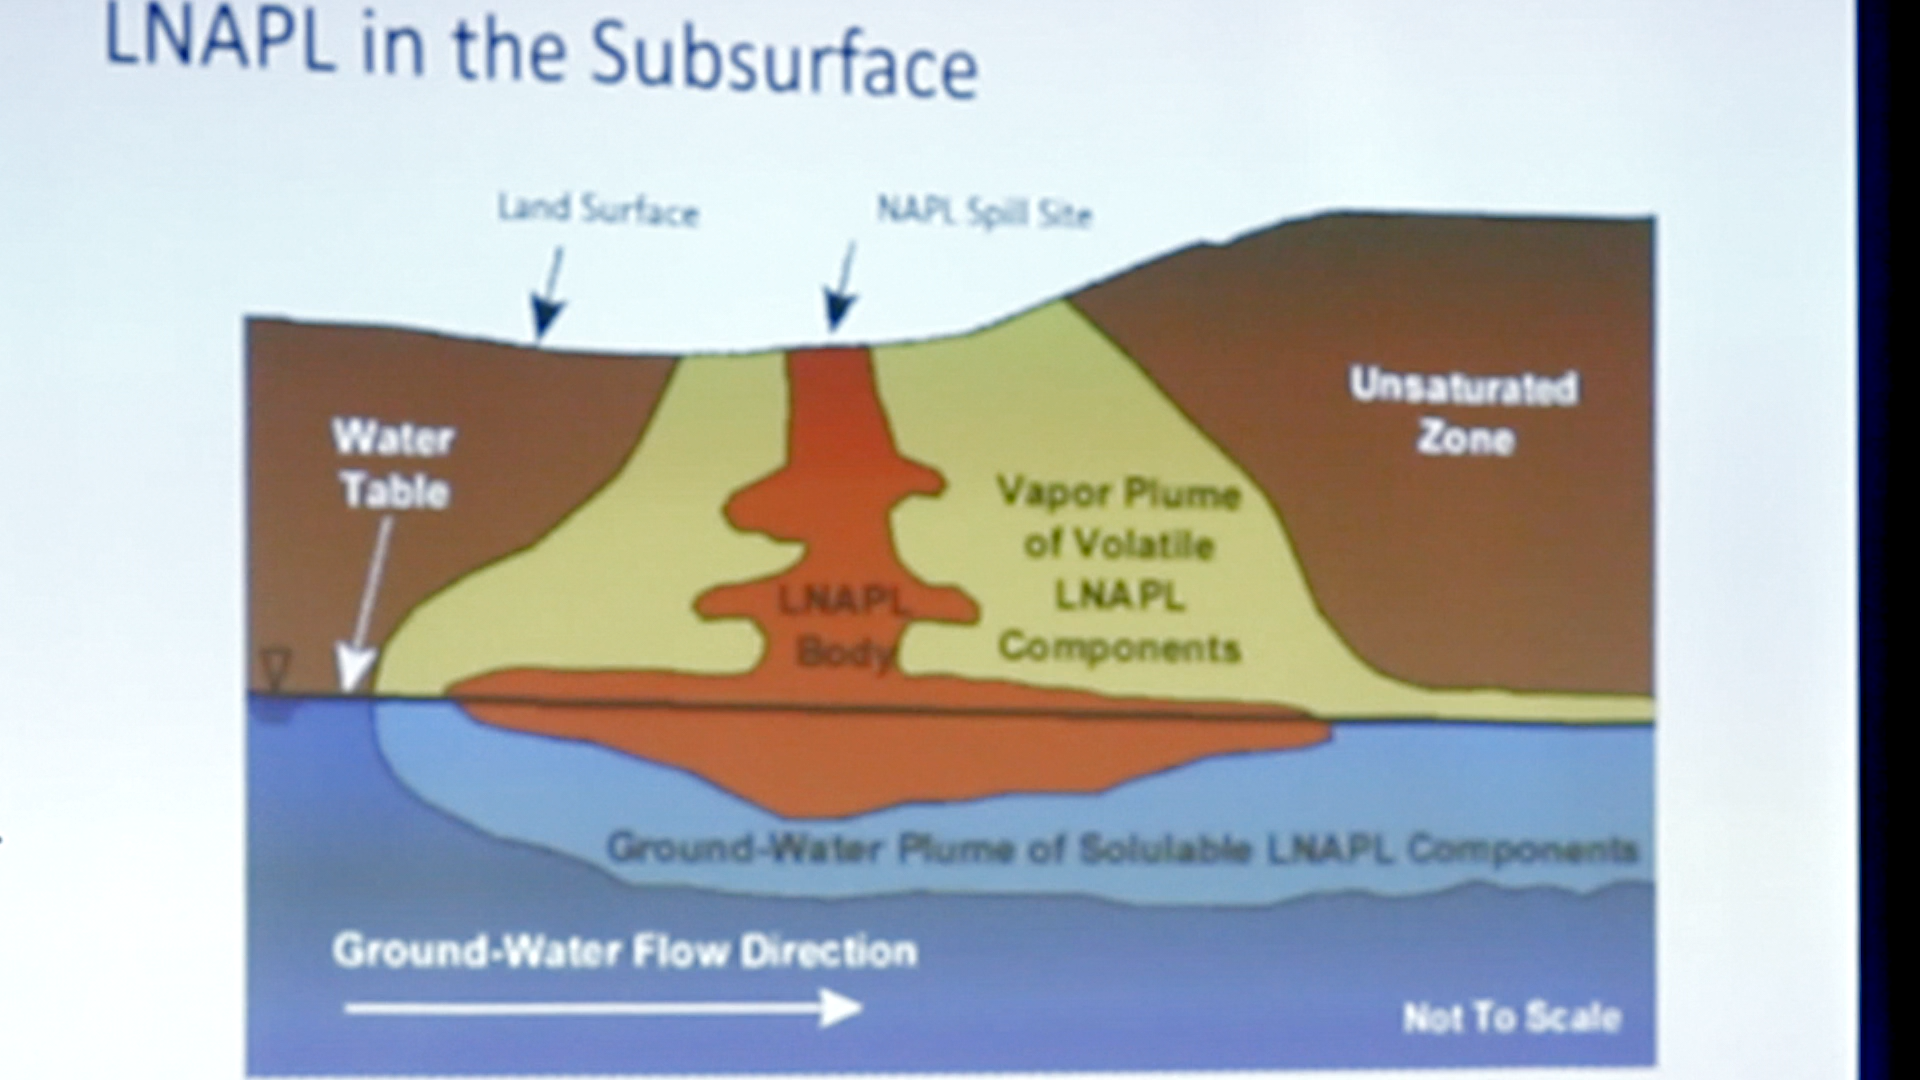 LNAPL in the Subsurface
Land Surface
NAPL Spill Site
Unsaturated
Zone
Water
Table
Vapor Plume
of Volatile
LNAPL
Components
LNAPL
Body
Ground-Water Plume of Solulable LNAPL Components
Ground-Water Flow Direction
Not To Scale